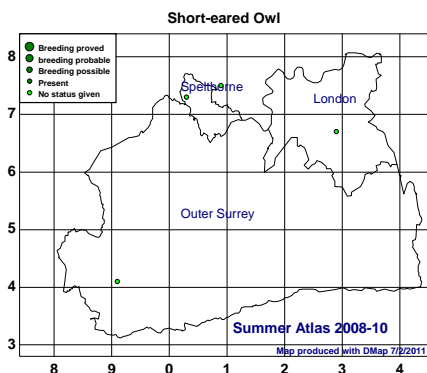 Short-eared Owl
8
Breeding proved
breeding probable
Breeding possible
Present
No status given
Spelthorne
London
7
6
Outer Surrey
5
4
Summer Atlas 2008-10
Map produced with DMap 7/2/2011
3
8 9 0 1 2 3 4